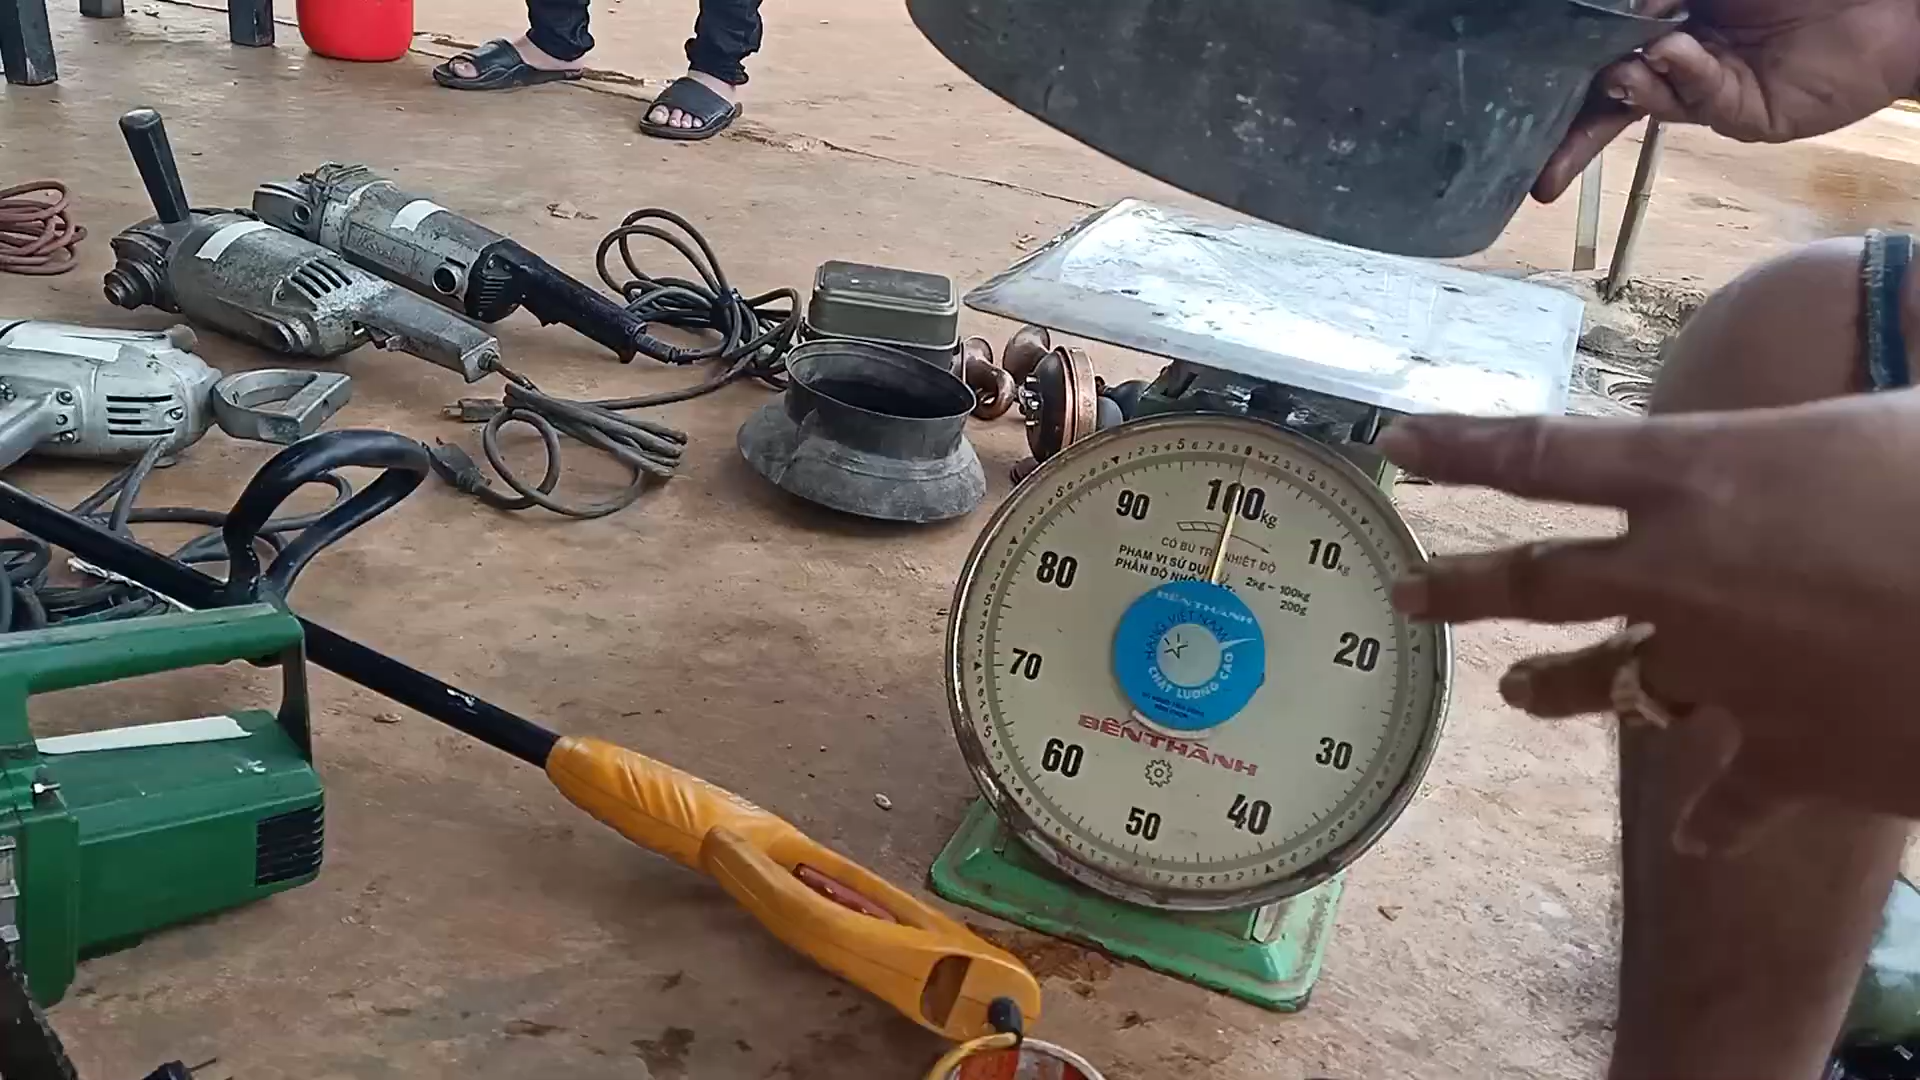 100kg
90
10kg
80
20
70
30
60
40
50
CÓ BÙ TRỪ NHIỆT ĐỘ
PHẠM VI SỬ DỤNG
2kg - 100kg
PHÂN ĐỘ NHỎ NHẤT
200g
BẾN THÀNH
HÀNG VIỆT NAM
CHẤT LƯỢNG CAO
BẾN THÀNH